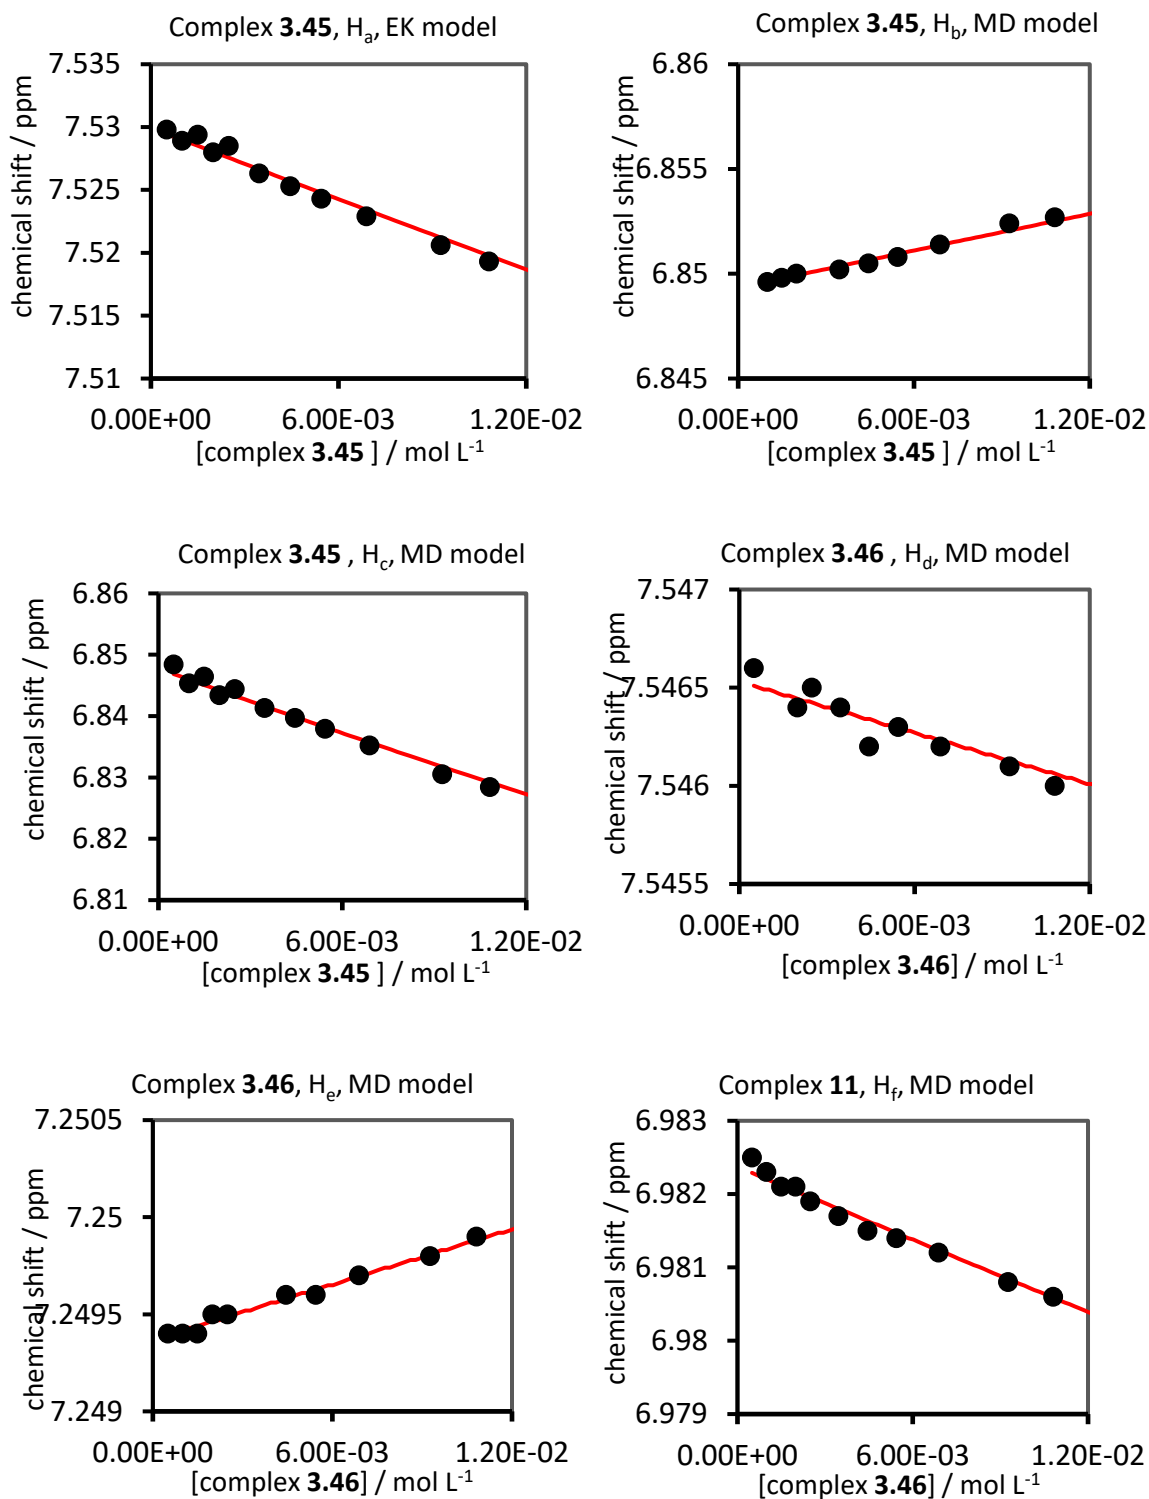 Complex 3.45, Ha, EK model
chemical shift / ppm
7.535
7.53
7.525
7.52
7.515
7.51
0.00E+00 6.00E-03 1.20E-02
[complex 3.45 ] / mol L-1
Complex 3.45, Hb, MD model
chemical shift / ppm
6.86
6.855
6.85
6.845
0.00E+00 6.00E-03 1.20E-02
[complex 3.45 ] / mol L-1
Complex 3.45 , Hc, MD model
chemical shift / ppm
6.86
6.85
6.84
6.83
6.82
6.81
0.00E+00 6.00E-03 1.20E-02
[complex 3.45 ] / mol L-1
Complex 3.46 , Hd, MD model
chemical shift / ppm
7.547
7.5465
7.546
7.5455
0.00E+00 6.00E-03 1.20E-02
[complex 3.46] / mol L-1
Complex 3.46, He, MD model
chemical shift / ppm
7.2505
7.25
7.2495
7.249
0.00E+00 6.00E-03 1.20E-02
[complex 3.46] / mol L-1
Complex 11, Hf, MD model
chemical shift / ppm
6.983
6.982
6.981
6.98
6.979
0.00E+00 6.00E-03 1.20E-02
[complex 3.46] / mol L-1